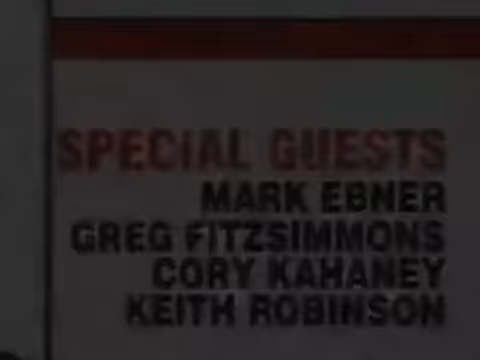 SPECIAL GUESTS
MARK EBNER
GREG FITZSIMMONS
CORY KAHANEY
KEITH ROBINSON